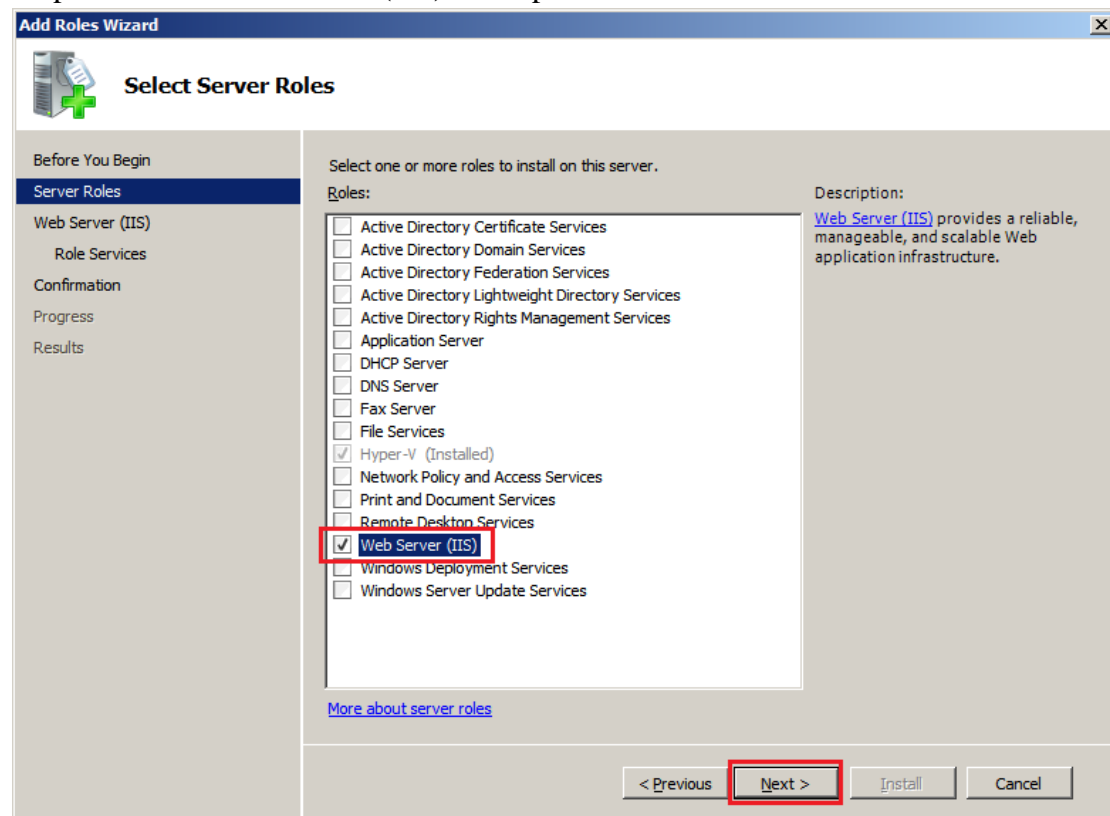 Add Roles Wizard
Select Server Roles
Before You Begin
Server Roles
Web Server (IIS)
Role Services
Confirmation
Progress
Results
Select one or more roles to install on this server.
Roles:
Active Directory Certificate Services
Active Directory Domain Services
Active Directory Federation Services
Active Directory Lightweight Directory Services
Active Directory Rights Management Services
Application Server
DHCP Server
DNS Server
Fax Server
File Services
Hyper-V (Installed)
Network Policy and Access Services
Print and Document Services
Remote Desktop Services
Web Server (IIS)
Windows Deployment Services
Windows Server Update Services
More about server roles
Description:
Web Server (IIS) provides a reliable,
manageable, and scalable Web
application infrastructure.
< Previous
Next >
Install
Cancel